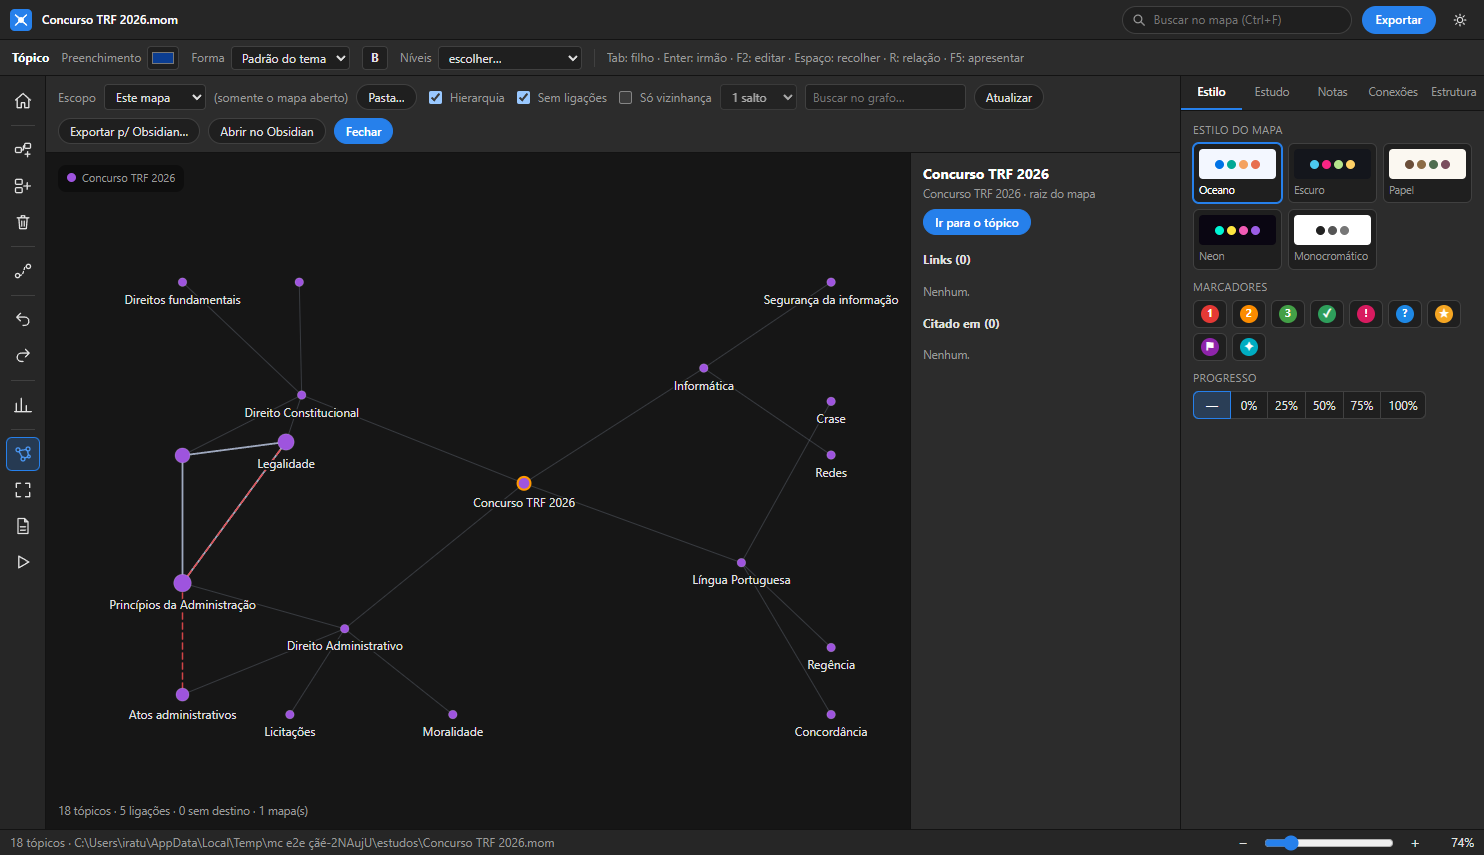 Concurso TRF 2026.mom
Buscar no mapa (Ctrl+F)
Exportar
Tópico Preenchimento Forma Padrão do tema B Níveis escolher... Tab: filho · Enter: irmão · F2: editar · Espaço: recolher · R: relação · F5: apresentar
Escopo Este mapa (somente o mapa aberto) Pasta... Hierarquia Sem ligações Só vizinhança 1 salto Buscar no grafo... Atualizar
Exportar p/ Obsidian... Abrir no Obsidian Fechar
Concurso TRF 2026
Direitos fundamentais
Segurança da informação
Informática
Direito Constitucional
Crase
Legalidade
Redes
Concurso TRF 2026
Língua Portuguesa
Princípios da Administração
Direito Administrativo
Regência
Atos administrativos
Licitações
Moralidade
Concordância
18 tópicos · 5 ligações · 0 sem destino · 1 mapa(s)
Concurso TRF 2026
Concurso TRF 2026 · raiz do mapa
Ir para o tópico
Links (0)
Nenhum.
Citado em (0)
Nenhum.
Estilo Estudo Notas Conexões Estrutura
ESTILO DO MAPA
Oceano Escuro Papel
Neon Monocromático
MARCADORES
1 2 3 ✓ ! ? ★
PROGRESSO
— 0% 25% 50% 75% 100%
18 tópicos · C:\Users\iratu\AppData\Local\Temp\mc e2e çãé-2NAujU\estudos\Concurso TRF 2026.mom
− + 74%